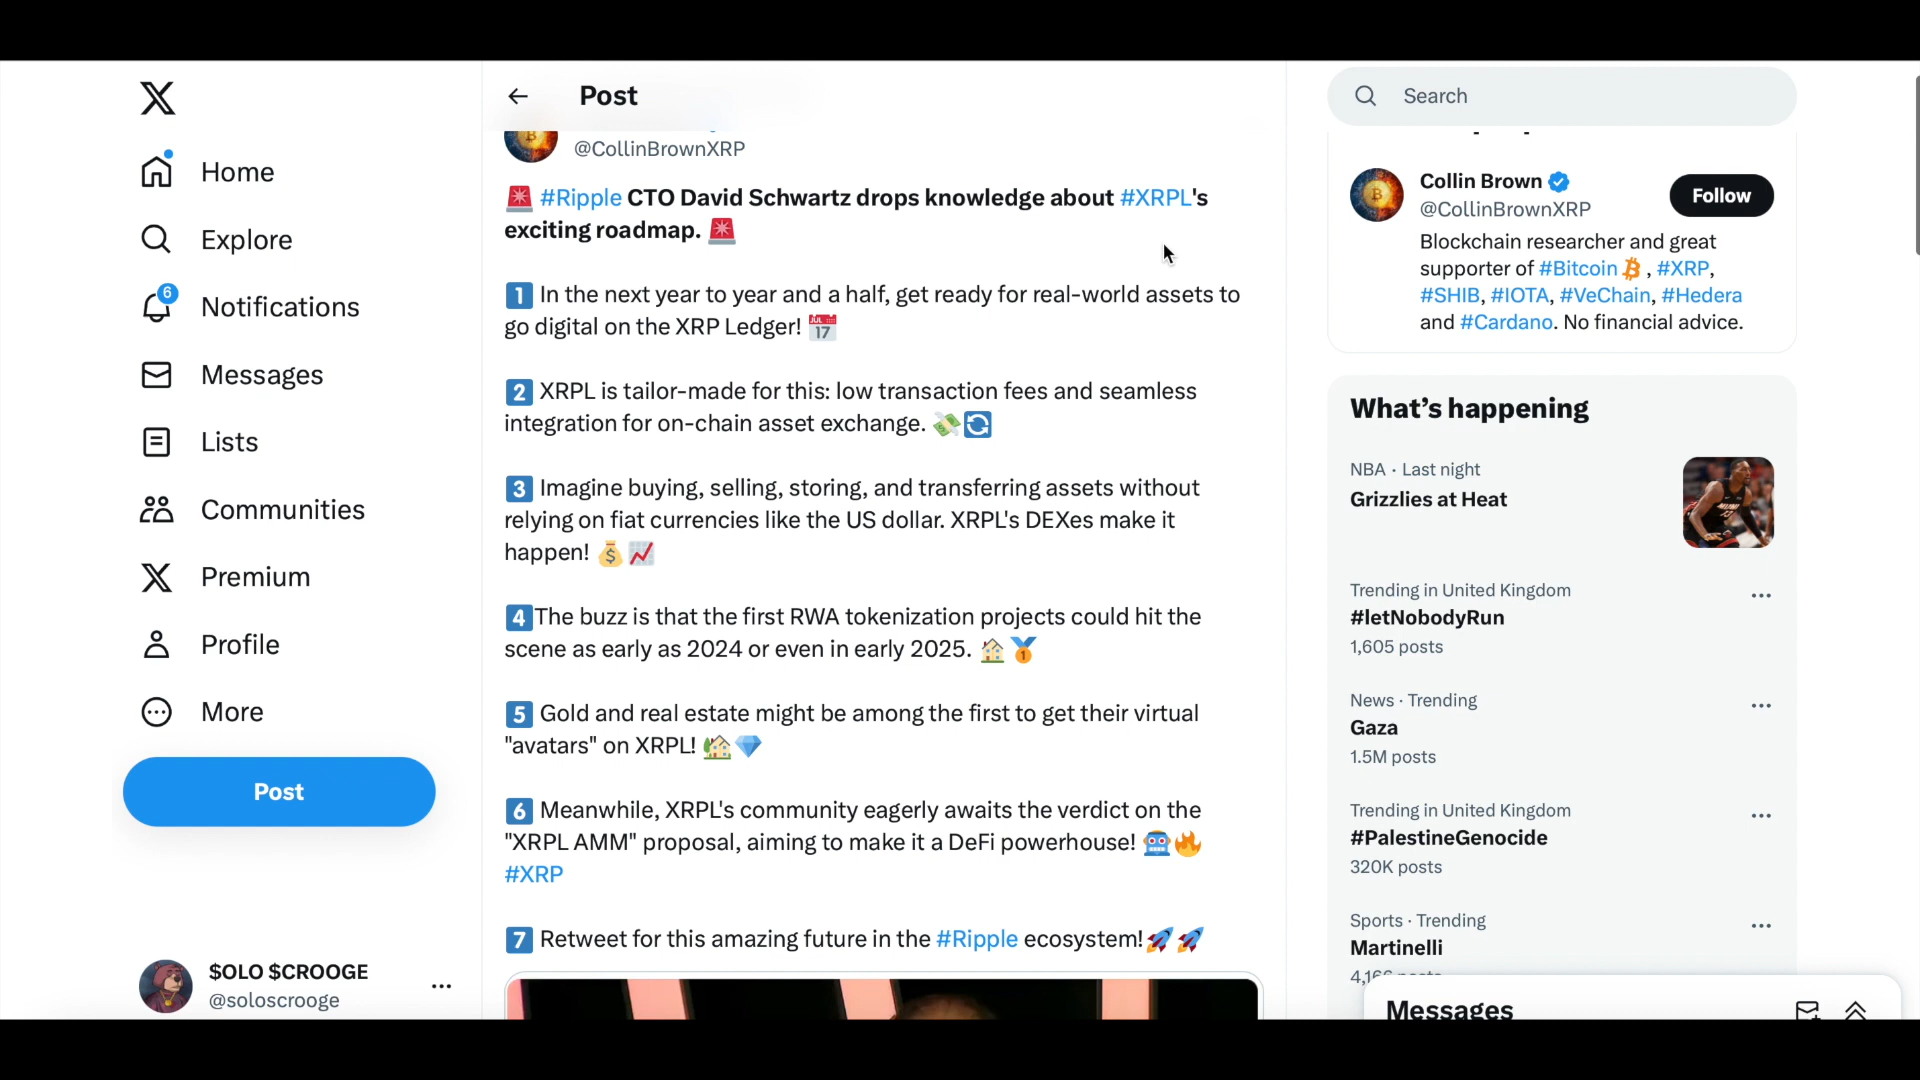 Home
Explore
6
Notifications
Messages
Lists
Communities
Premium
Profile
More
Post
$OLO $CROOGE
@soloscrooge
Post
@CollinBrownXRP
🚨 #Ripple CTO David Schwartz drops knowledge about #XRPL's
exciting roadmap. 🚨
1️⃣ In the next year to year and a half, get ready for real-world assets to
go digital on the XRP Ledger! 📅
2️⃣ XRPL is tailor-made for this: low transaction fees and seamless
integration for on-chain asset exchange. 💸🔄
3️⃣ Imagine buying, selling, storing, and transferring assets without
relying on fiat currencies like the US dollar. XRPL's DEXes make it
happen! 💰📈
4️⃣The buzz is that the first RWA tokenization projects could hit the
scene as early as 2024 or even in early 2025. 🏠🥇
5️⃣ Gold and real estate might be among the first to get their virtual
"avatars" on XRPL! 🏡💎
6️⃣ Meanwhile, XRPL's community eagerly awaits the verdict on the
"XRPL AMM" proposal, aiming to make it a DeFi powerhouse! 🤖🔥
#XRP
7️⃣ Retweet for this amazing future in the #Ripple ecosystem!🚀🚀
Search
Collin Brown
@CollinBrownXRP
Follow
Blockchain researcher and great
supporter of #Bitcoin , #XRP,
#SHIB, #IOTA, #VeChain, #Hedera
and #Cardano. No financial advice.
What's happening
NBA · Last night
Grizzlies at Heat
Trending in United Kingdom
#letNobodyRun
1,605 posts
News · Trending
Gaza
1.5M posts
Trending in United Kingdom
#PalestineGenocide
320K posts
Sports · Trending
Martinelli
Messages